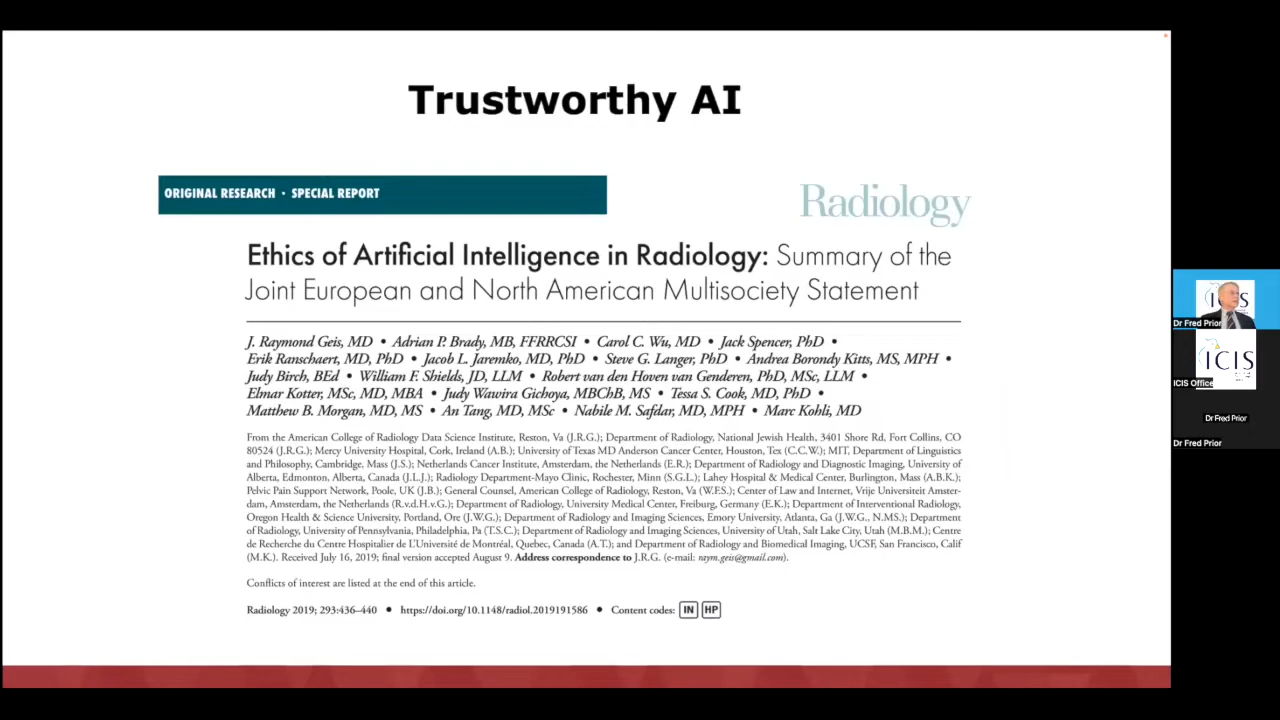 Trustworthy AI
ORIGINAL RESEARCH • SPECIAL REPORT
Radiology
Ethics of Artificial Intelligence in Radiology: Summary of the
Joint European and North American Multisociety Statement
J. Raymond Geis, MD • Adrian P. Brady, MB, FFRRCSI • Carol C. Wu, MD • Jack Spencer, PhD •
Erik Ranschaert, MD, PhD • Jacob L. Jaremko, MD, PhD • Steve G. Langer, PhD • Andrea Borondy Kitts, MS, MPH •
Judy Birch, BEd • William F. Shields, JD, LLM • Robert van den Hoven van Genderen, PhD, MSc, LLM •
Elmar Kotter, MSc, MD, MBA • Judy Wawira Gichoya, MBChB, MS • Tessa S. Cook, MD, PhD •
Matthew B. Morgan, MD, MS • An Tang, MD, MSc • Nabile M. Safdar, MD, MPH • Marc Kohli, MD
From the American College of Radiology Data Science Institute, Reston, Va (J.R.G.); Department of Radiology, National Jewish Health, 3401 Shore Rd, Fort Collins, CO
80524 (J.R.G.); Mercy University Hospital, Cork, Ireland (A.B.); University of Texas MD Anderson Cancer Center, Houston, Tex (C.C.W.); MIT, Department of Linguistics
and Philosophy, Cambridge, Mass (J.S.); Netherlands Cancer Institute, Amsterdam, the Netherlands (E.R.); Department of Radiology and Diagnostic Imaging, University of
Alberta, Edmonton, Alberta, Canada (J.L.J.); Radiology Department-Mayo Clinic, Rochester, Minn (S.G.L.); Lahey Hospital & Medical Center, Burlington, Mass (A.B.K.);
Pelvic Pain Support Network, Poole, UK (J.B.); General Counsel, American College of Radiology, Reston, Va (W.F.S.); Center of Law and Internet, Vrije Universiteit Amster-
dam, Amsterdam, the Netherlands (R.v.d.H.v.G.); Department of Radiology, University Medical Center, Freiburg, Germany (E.K.); Department of Interventional Radiology,
Oregon Health & Science University, Portland, Ore (J.W.G.); Department of Radiology and Imaging Sciences, Emory University, Atlanta, Ga (J.W.G., N.M.S.); Department
of Radiology, University of Pennsylvania, Philadelphia, Pa (T.S.C.); Department of Radiology and Imaging Sciences, University of Utah, Salt Lake City, Utah (M.B.M.); Centre
de Recherche du Centre Hospitalier de L'Université de Montréal, Quebec, Canada (A.T.); and Department of Radiology and Biomedical Imaging, UCSF, San Francisco, Calif
(M.K.). Received July 16, 2019; final version accepted August 9. Address correspondence to J.R.G. (e-mail: raym.geis@gmail.com).
Conflicts of interest are listed at the end of this article.
Radiology 2019; 293:436–440 • https://doi.org/10.1148/radiol.2019191586 • Content codes: IN HP
Dr Fred Prior
ICIS
ICIS Office
Dr Fred Prior
Dr Fred Prior